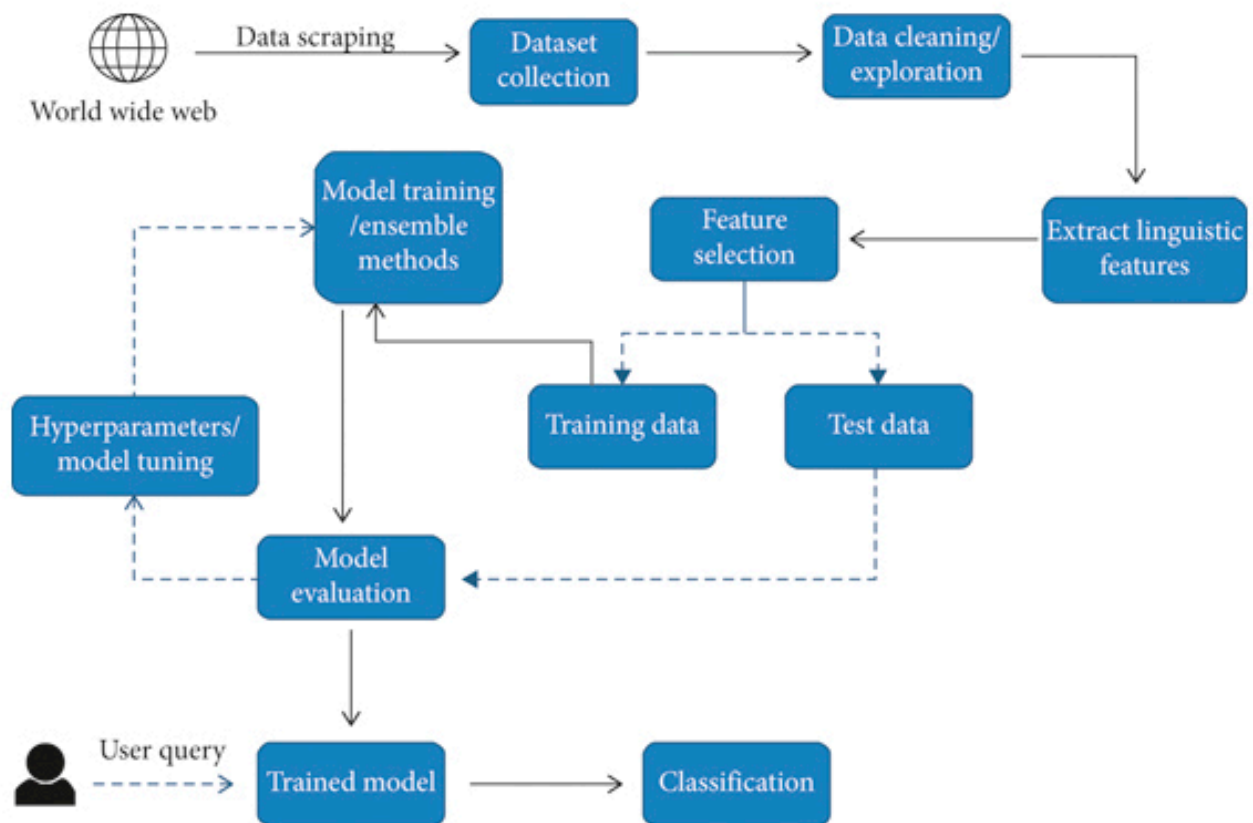 Data scraping
World wide web
Dataset
collection
Data cleaning/
exploration
Model training
/ensemble
methods
Feature
selection
Extract linguistic
features
Hyperparameters/
model tuning
Training data
Test data
Model
evaluation
User query
Trained model
Classification